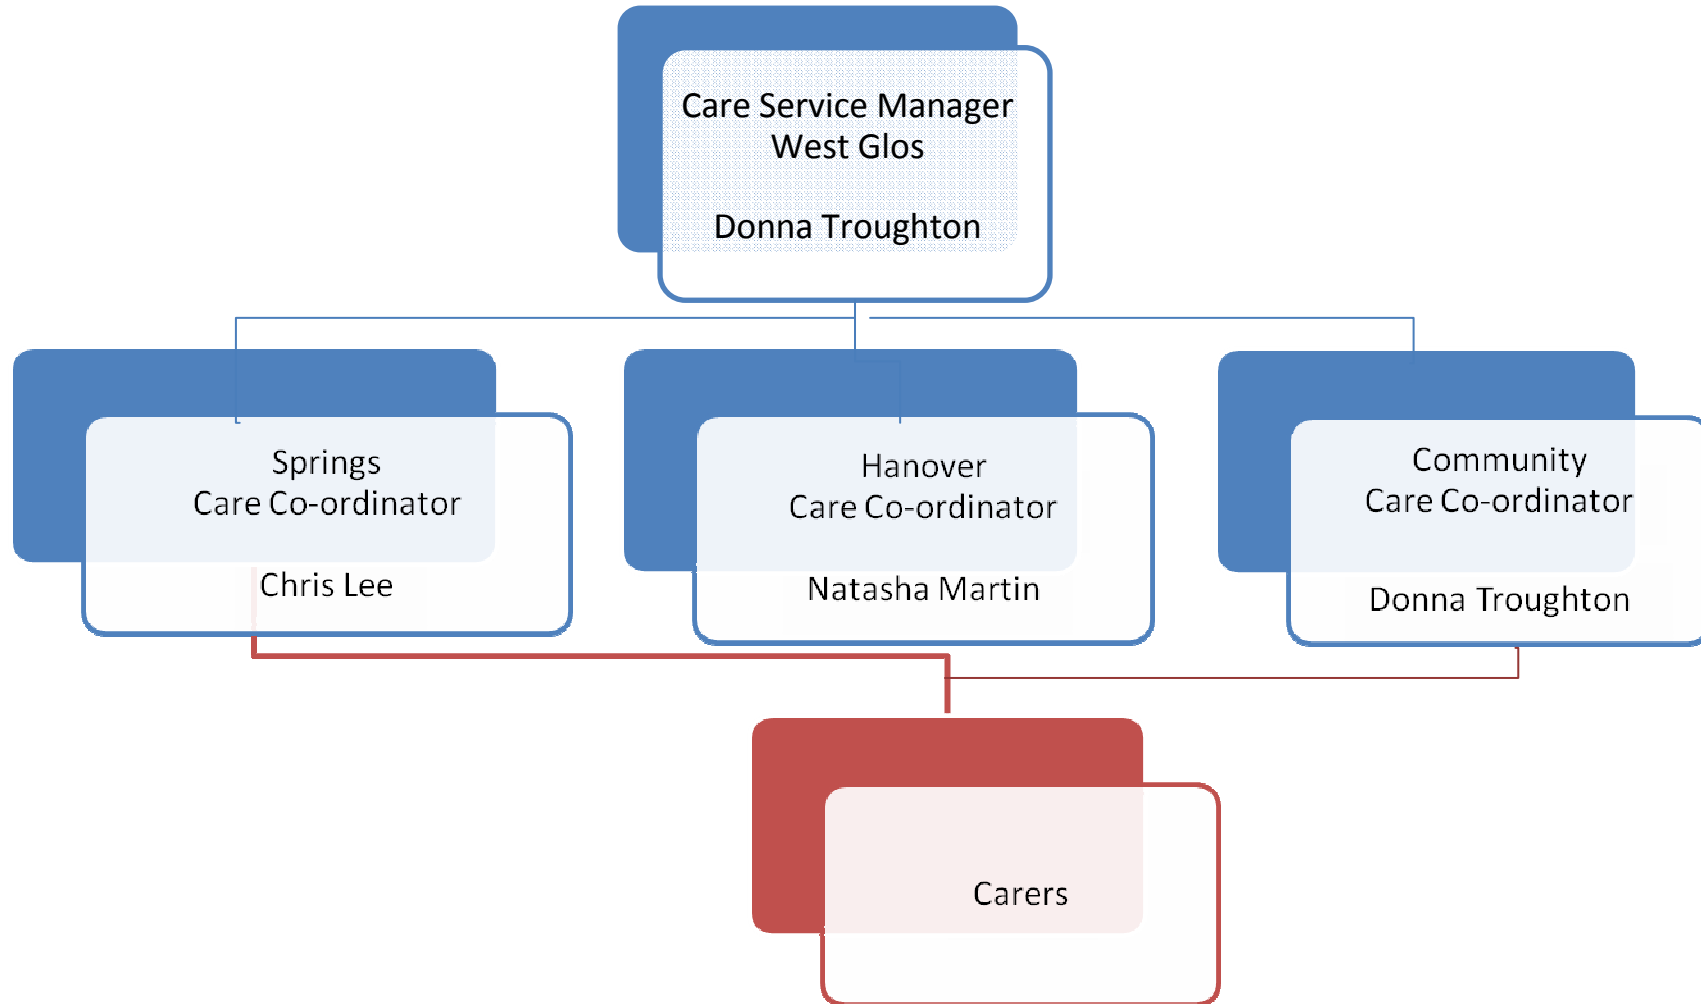 Care Service Manager
West Glos
Donna Troughton
Springs
Care Co-ordinator
Chris Lee
Hanover
Care Co-ordinator
Natasha Martin
Community
Care Co-ordinator
Donna Troughton
Carers